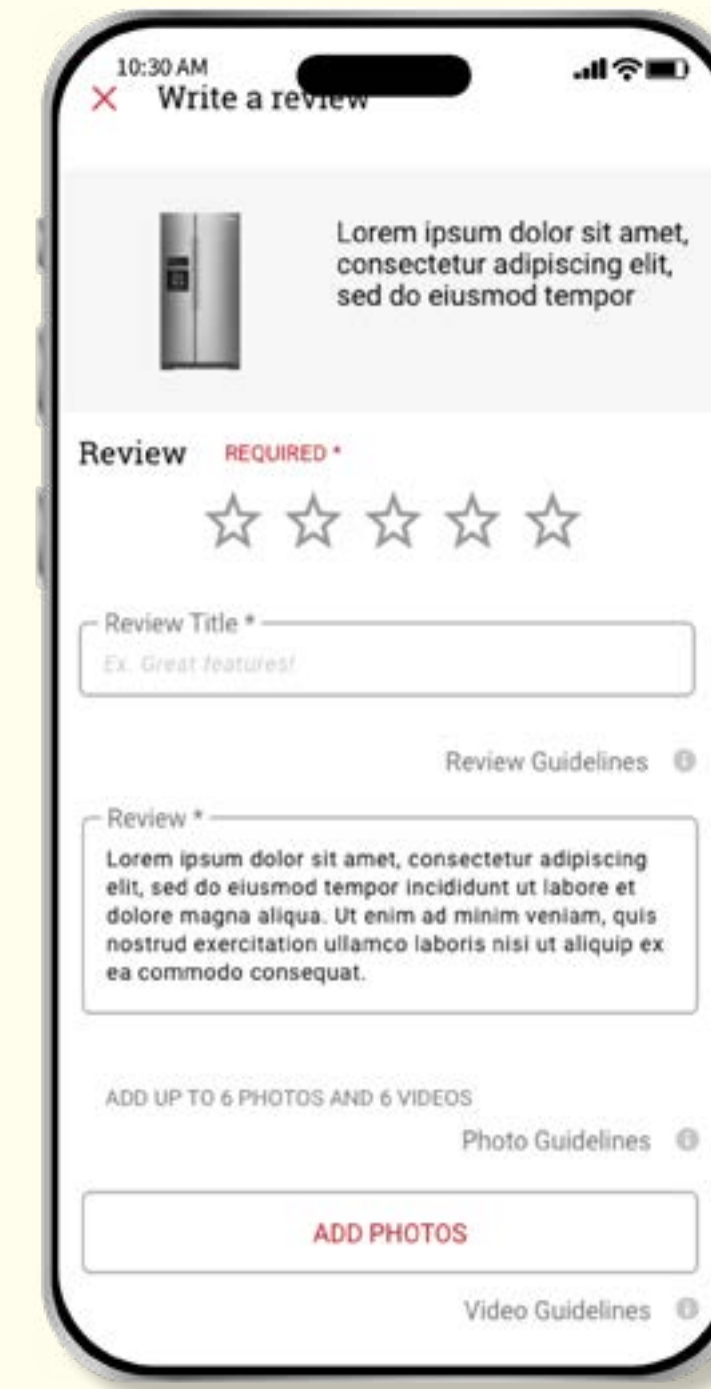 10:30 AM
Write a review
Lorem ipsum dolor sit amet,
consectetur adipiscing elit,
sed do eiusmod tempor
Review REQUIRED *
Review Title *
Ex. Great features!
Review Guidelines
Review *
Lorem ipsum dolor sit amet, consectetur adipiscing
elit, sed do eiusmod tempor incididunt ut labore et
dolore magna aliqua. Ut enim ad minim veniam, quis
nostrud exercitation ullamco laboris nisi ut aliquip ex
ea commodo consequat.
ADD UP TO 6 PHOTOS AND 6 VIDEOS
Photo Guidelines
ADD PHOTOS
Video Guidelines